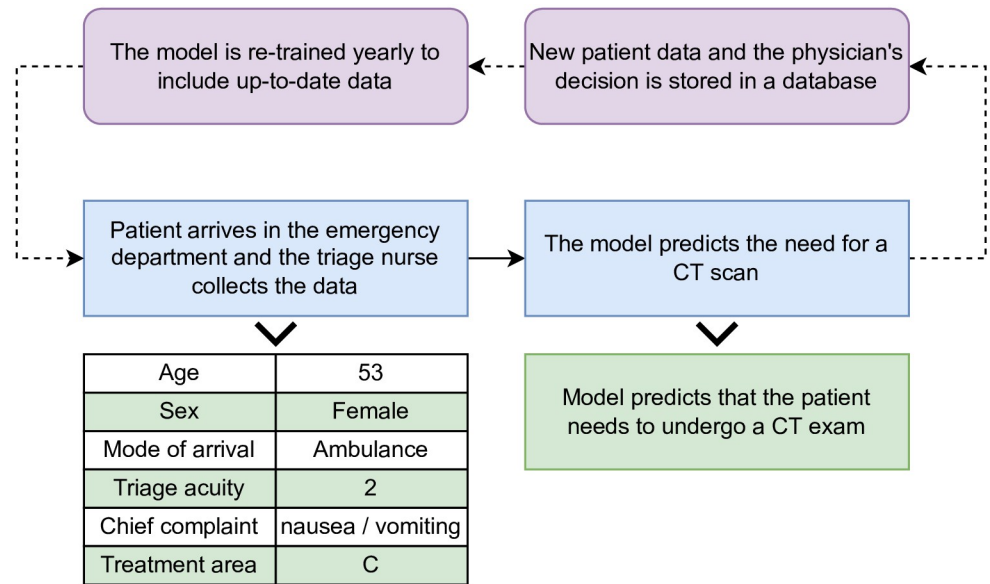 The model is re-trained yearly to
include up-to-date data
New patient data and the physician's
decision is stored in a database
Patient arrives in the emergency
department and the triage nurse
collects the data
The model predicts the need for a
CT scan
Age 53
Sex Female
Mode of arrival Ambulance
Triage acuity 2
Chief complaint nausea / vomiting
Treatment area C
Model predicts that the patient
needs to undergo a CT exam